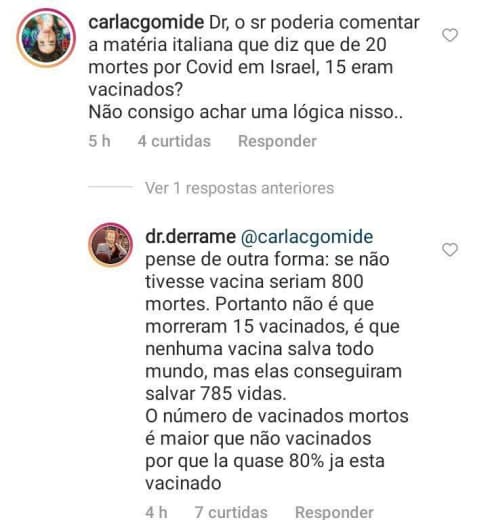 carlacgomide Dr, o sr poderia comentar
a matéria italiana que diz que de 20
mortes por Covid em Israel, 15 eram
vacinados?
Não consigo achar uma lógica nisso..
5 h 4 curtidas Responder
Ver 1 respostas anteriores
dr.derrame @carlacgomide
pense de outra forma: se não
tivesse vacina seriam 800
mortes. Portanto não é que
morreram 15 vacinados, é que
nenhuma vacina salva todo
mundo, mas elas conseguiram
salvar 785 vidas.
O número de vacinados mortos
é maior que não vacinados
por que la quase 80% ja esta
vacinado
4 h 7 curtidas Responder